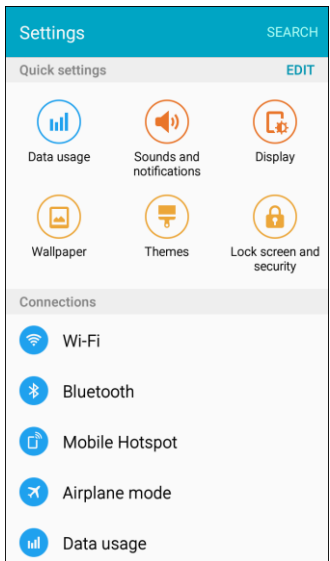 Settings SEARCH
Quick settings EDIT
Data usage
Sounds and
notifications
Display
Wallpaper
Themes
Lock screen and
security
Connections
Wi-Fi
Bluetooth
Mobile Hotspot
Airplane mode
Data usage